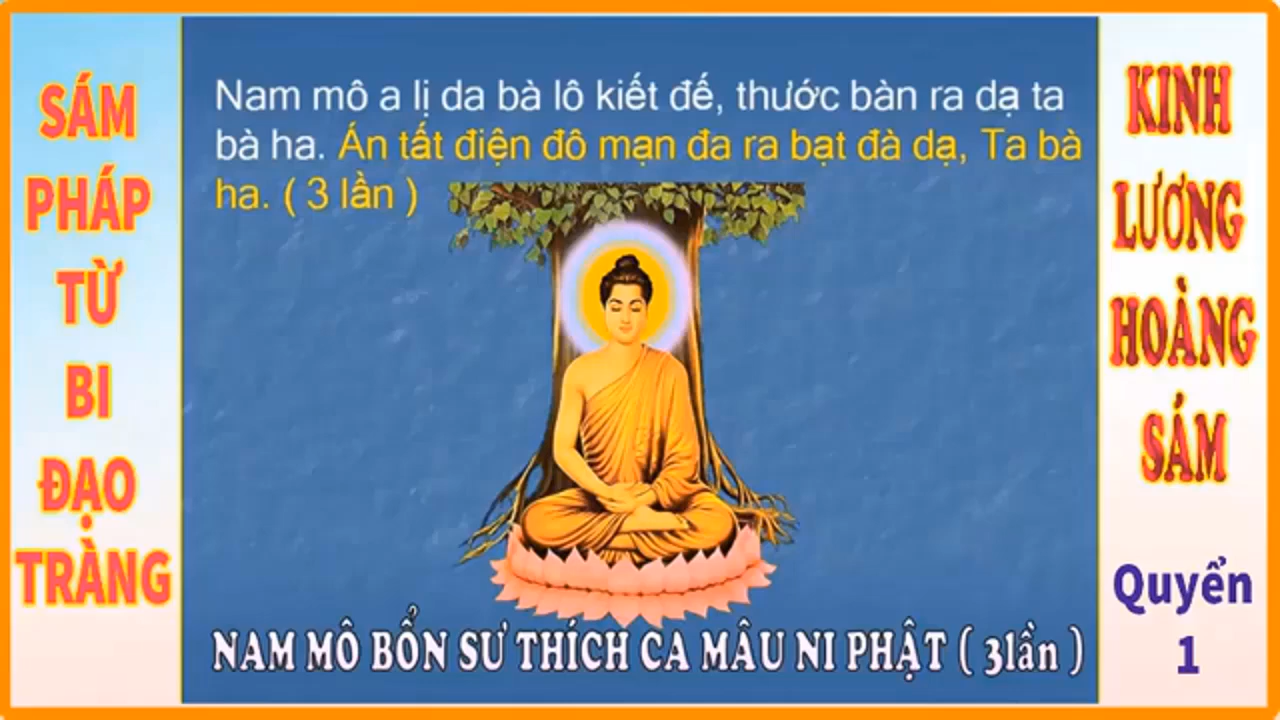 SÁM
PHÁP
TỪ
BI
ĐẠO
TRÀNG
Nam mô a lị da bà lô kiết đế, thước bàn ra dạ ta
bà ha. Án tất điện đô mạn đa ra bạt đà dạ, Ta bà
ha. ( 3 lần )
NAM MÔ BỔN SƯ THÍCH CA MÂU NI PHẬT ( 3lần )
KINH
LƯƠNG
HOÀNG
SÁM
Quyển
1